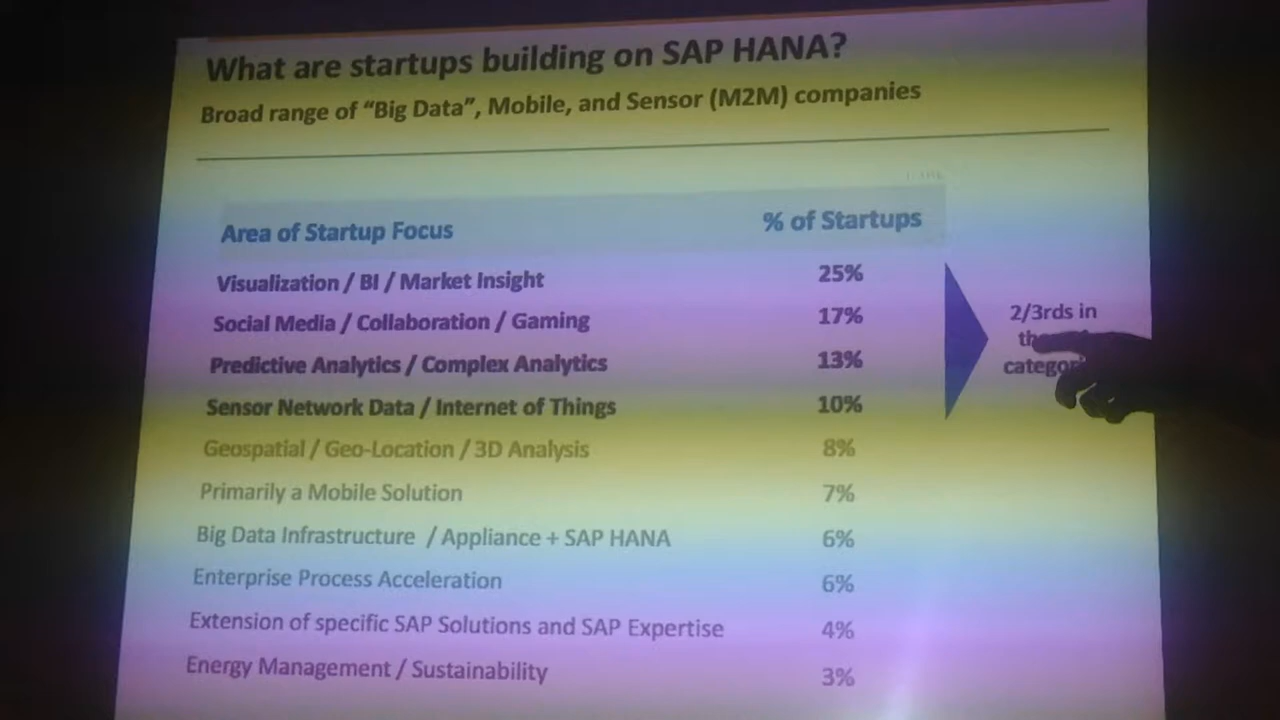 What are startups building on SAP HANA?
Broad range of “Big Data”, Mobile, and Sensor (M2M) companies
Area of Startup Focus % of Startups
Visualization / BI / Market Insight 25%
Social Media / Collaboration / Gaming 17%
Predictive Analytics / Complex Analytics 13%
Sensor Network Data / Internet of Things 10%
Geospatial / Geo-Location / 3D Analysis 8%
Primarily a Mobile Solution 7%
Big Data Infrastructure / Appliance + SAP HANA 6%
Enterprise Process Acceleration 6%
Extension of specific SAP Solutions and SAP Expertise 4%
Energy Management / Sustainability 3%
2/3rds in